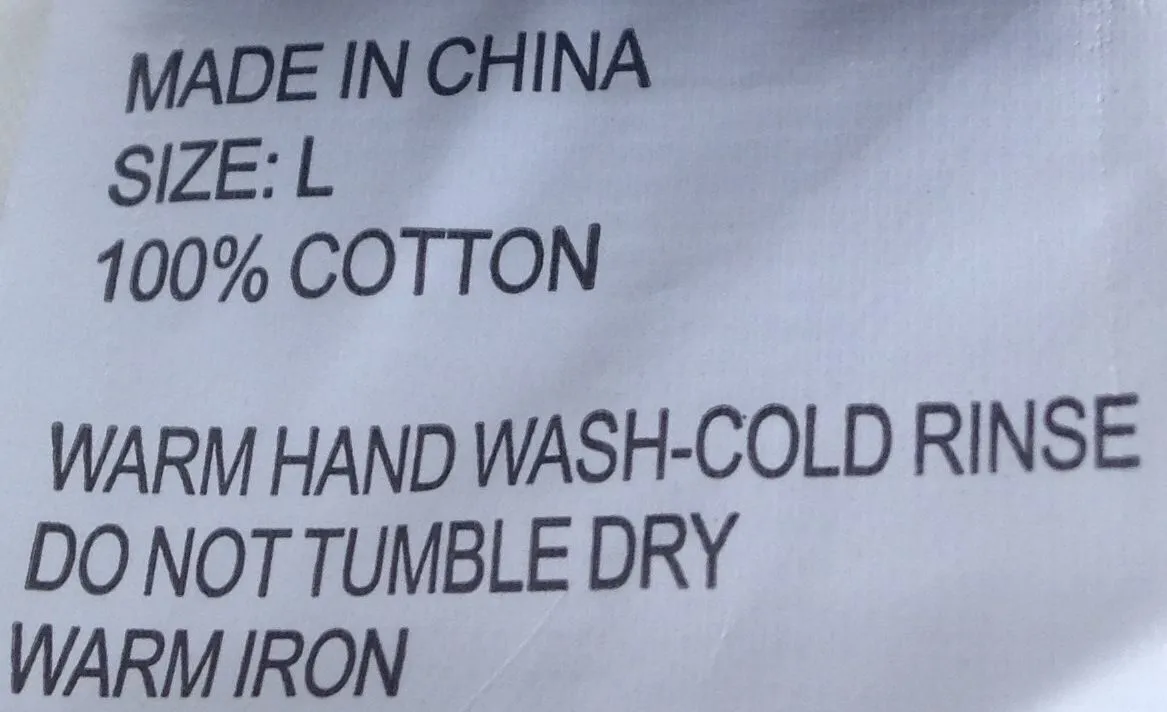 MADE IN CHINA
SIZE: L
100% COTTON
WARM HAND WASH-COLD RINSE
DO NOT TUMBLE DRY
WARM IRON